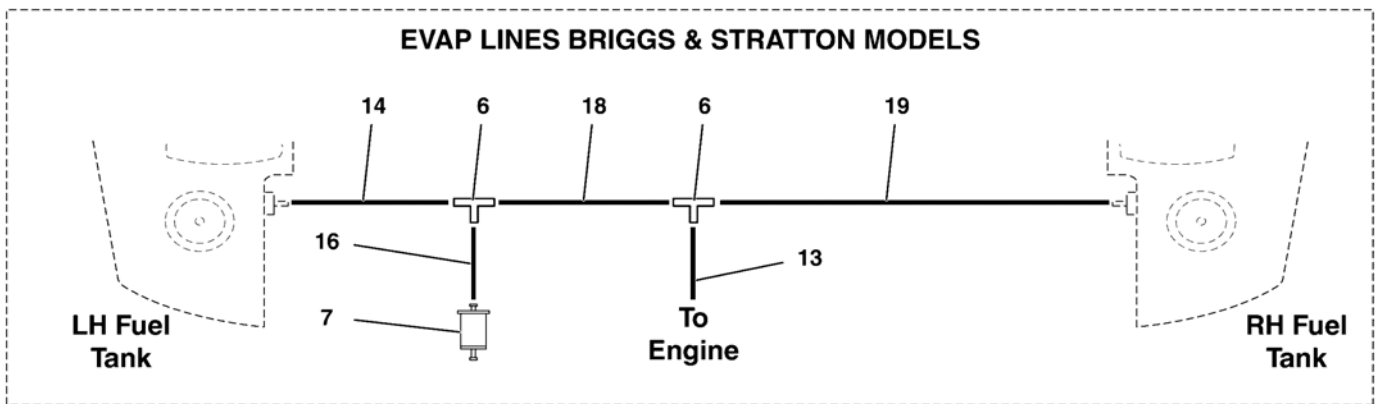 EVAP LINES BRIGGS & STRATTON MODELS
14 6 18 6 19
16
13
7
LH Fuel
Tank
To
Engine
RH Fuel
Tank